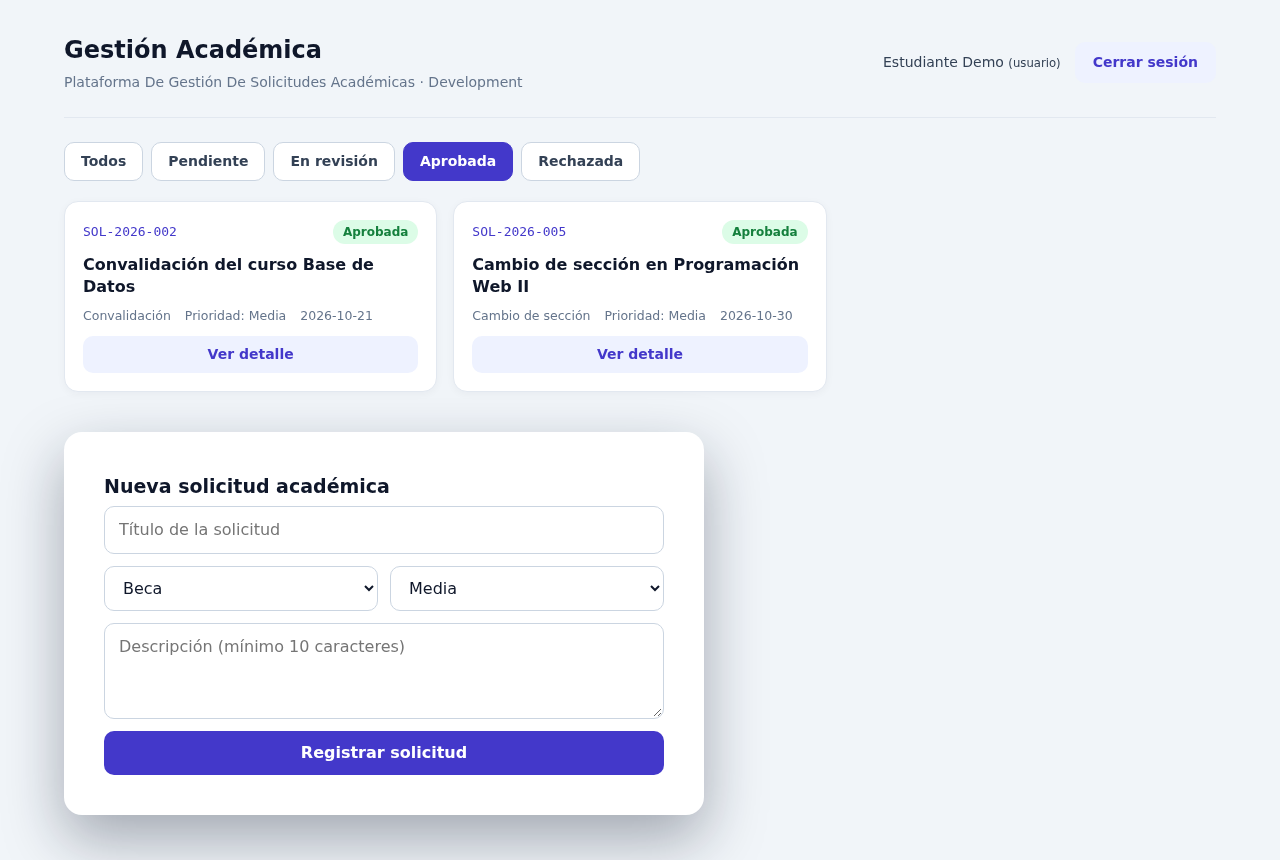 Gestión Académica
Plataforma De Gestión De Solicitudes Académicas · Development
Estudiante Demo (usuario)
Cerrar sesión
Todos
Pendiente
En revisión
Aprobada
Rechazada
SOL-2026-002
Aprobada
Convalidación del curso Base de
Datos
Convalidación Prioridad: Media 2026-10-21
Ver detalle
SOL-2026-005
Aprobada
Cambio de sección en Programación
Web II
Cambio de sección Prioridad: Media 2026-10-30
Ver detalle
Nueva solicitud académica
Título de la solicitud
Beca
Media
Descripción (mínimo 10 caracteres)
Registrar solicitud